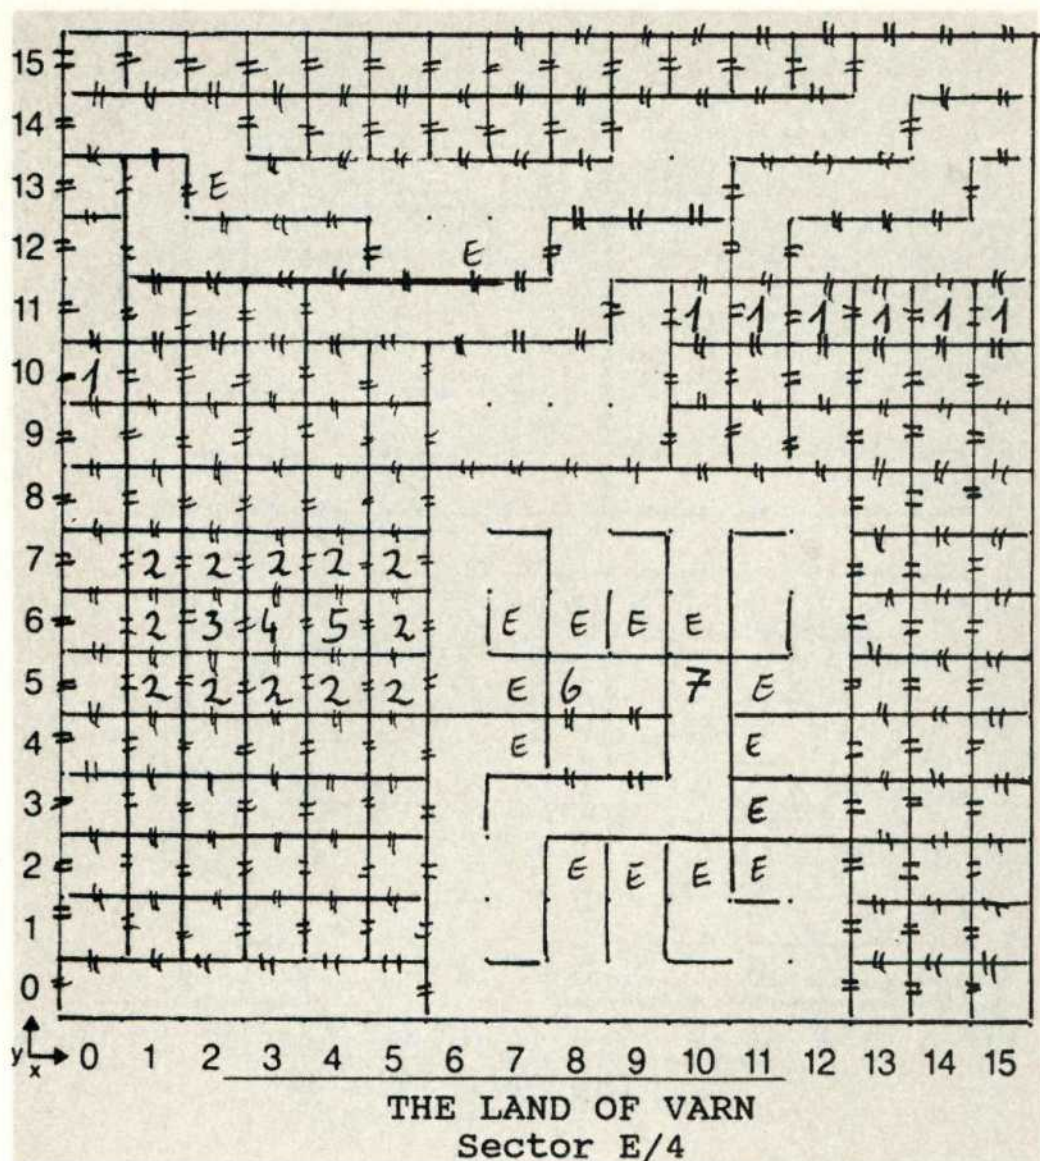 15
14
13 E
12 E
11 1 1 1 1 1 1
10 1
9
8
7 2 2 2 2 2
6 2 3 4 5 2 E E E E
5 2 2 2 2 2 E 6 7 E
4 E E
3 E
2 E E E E
1
0
y x 0 1 2 3 4 5 6 7 8 9 10 11 12 13 14 15
THE LAND OF VARN
Sector E/4